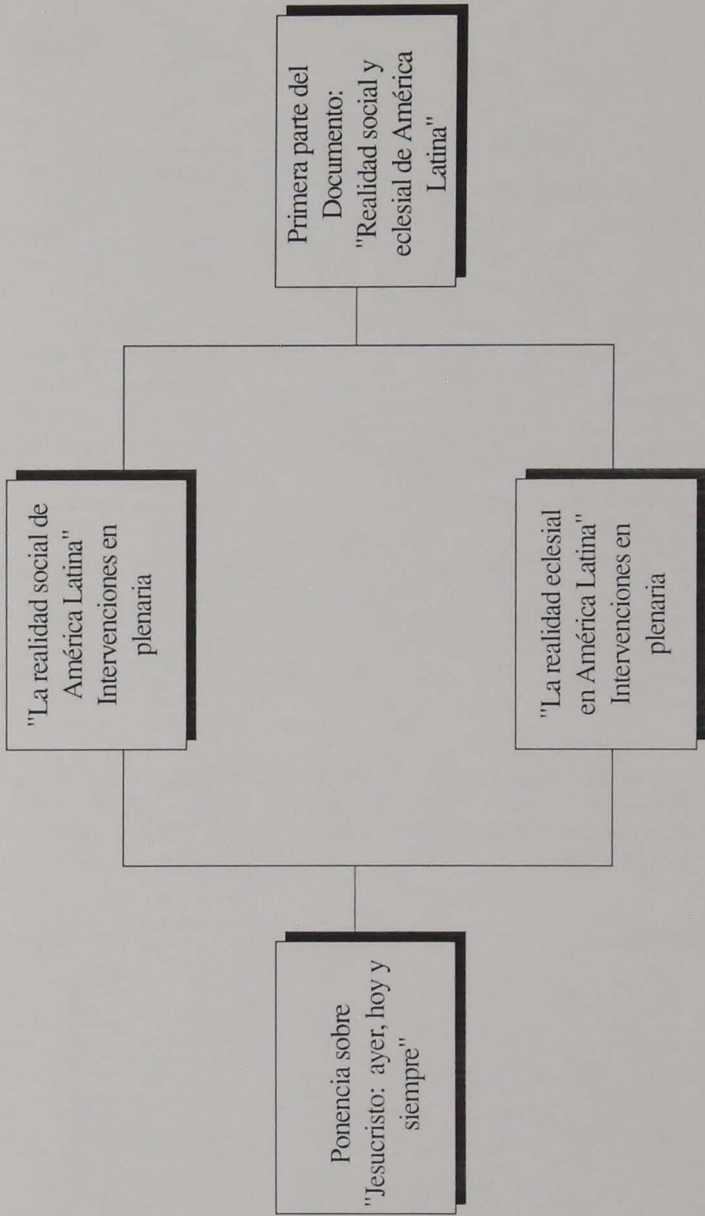 Ponencia sobre
"Jesucristo: ayer, hoy y
siempre"
"La realidad social de
América Latina"
Intervenciones en
plenaria
"La realidad eclesial
en América Latina"
Intervenciones en
plenaria
Primera parte del
Documento:
"Realidad social y
eclesial de América
Latina"